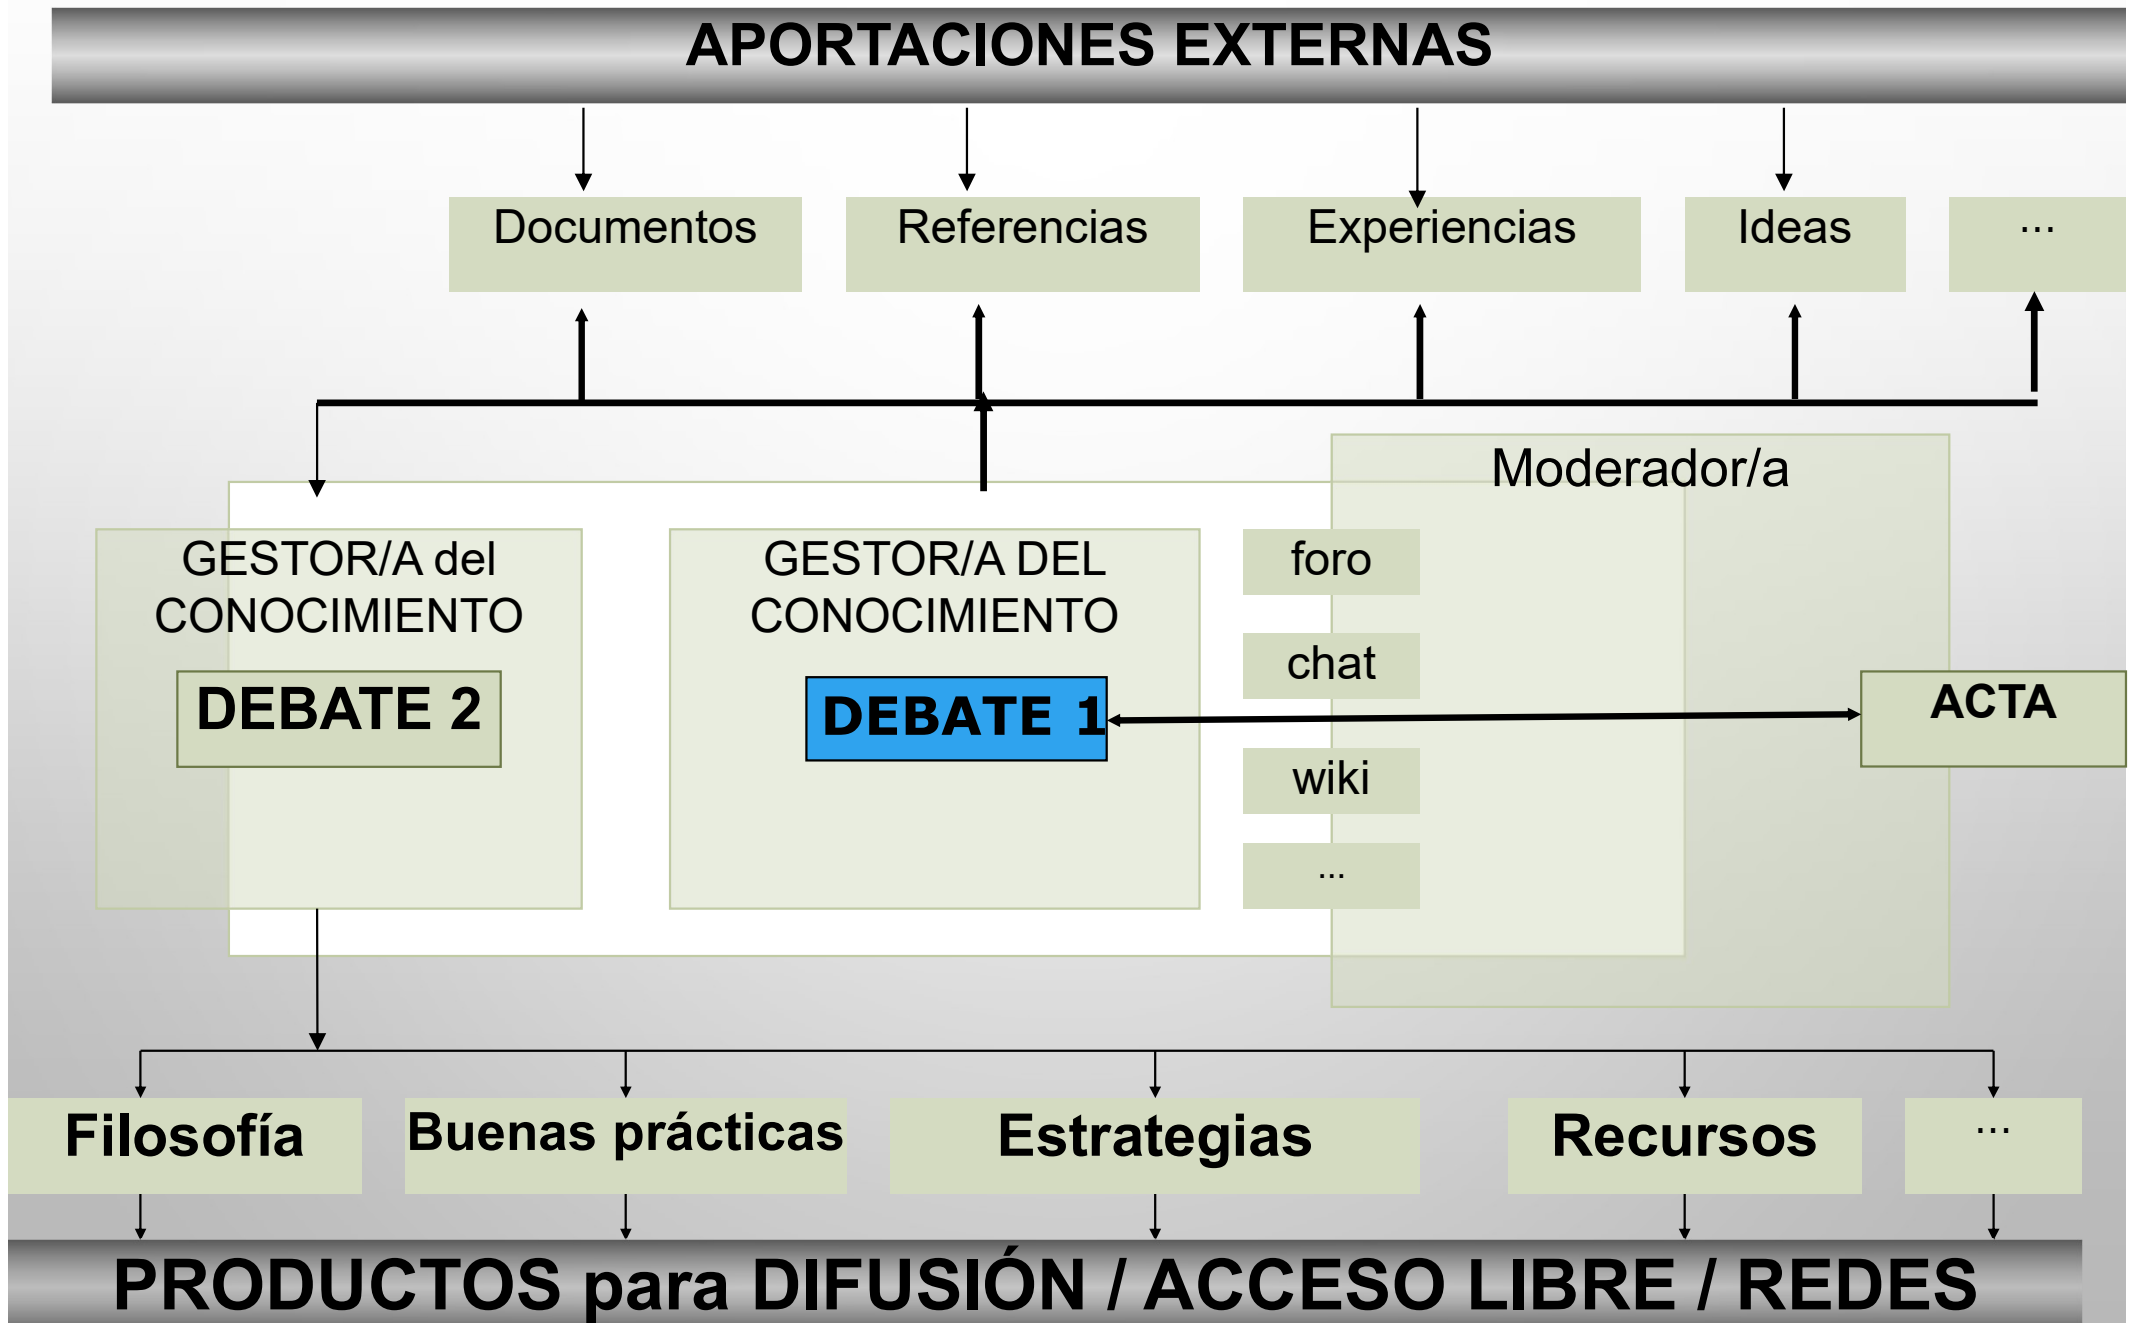 APORTACIONES EXTERNAS
Documentos
Referencias
Experiencias
Ideas
...
Moderador/a
GESTOR/A del
CONOCIMIENTO
DEBATE 2
GESTOR/A DEL
CONOCIMIENTO
DEBATE 1
foro
chat
wiki
...
ACTA
Filosofía
Buenas prácticas
Estrategias
Recursos
...
PRODUCTOS para DIFUSIÓN / ACCESO LIBRE / REDES